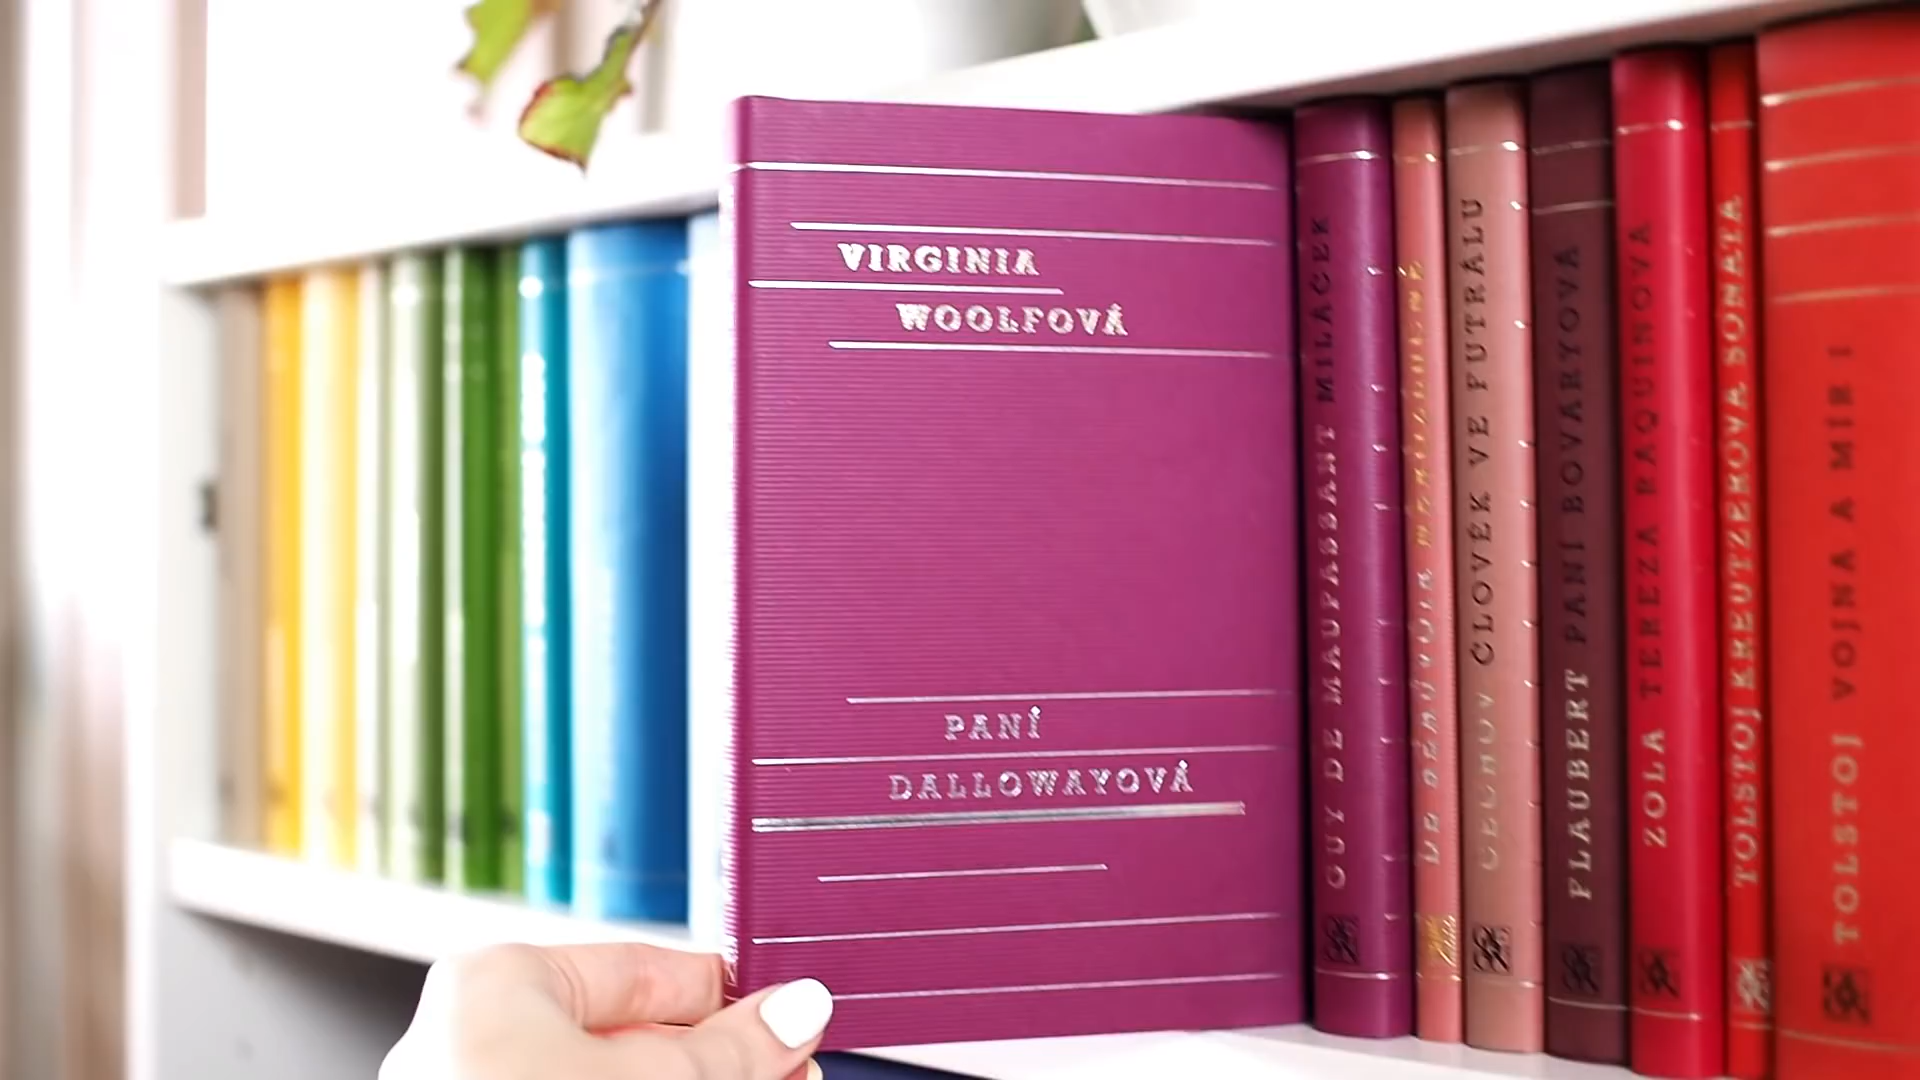 VIRGINIA
WOOLFOVÁ
PANÍ
DALLOWAYOVÁ
GUY DE MAUPASSANT MILÁČEK
ČECHOV ČLOVĚK VE FUTRÁLU
FLAUBERT PANÍ BOVARYOVÁ
ZOLA TEREZA RAQUINOVÁ
TOLSTOJ KREUTZEROVA SONÁTA
TOLSTOJ VOJNA A MÍR I